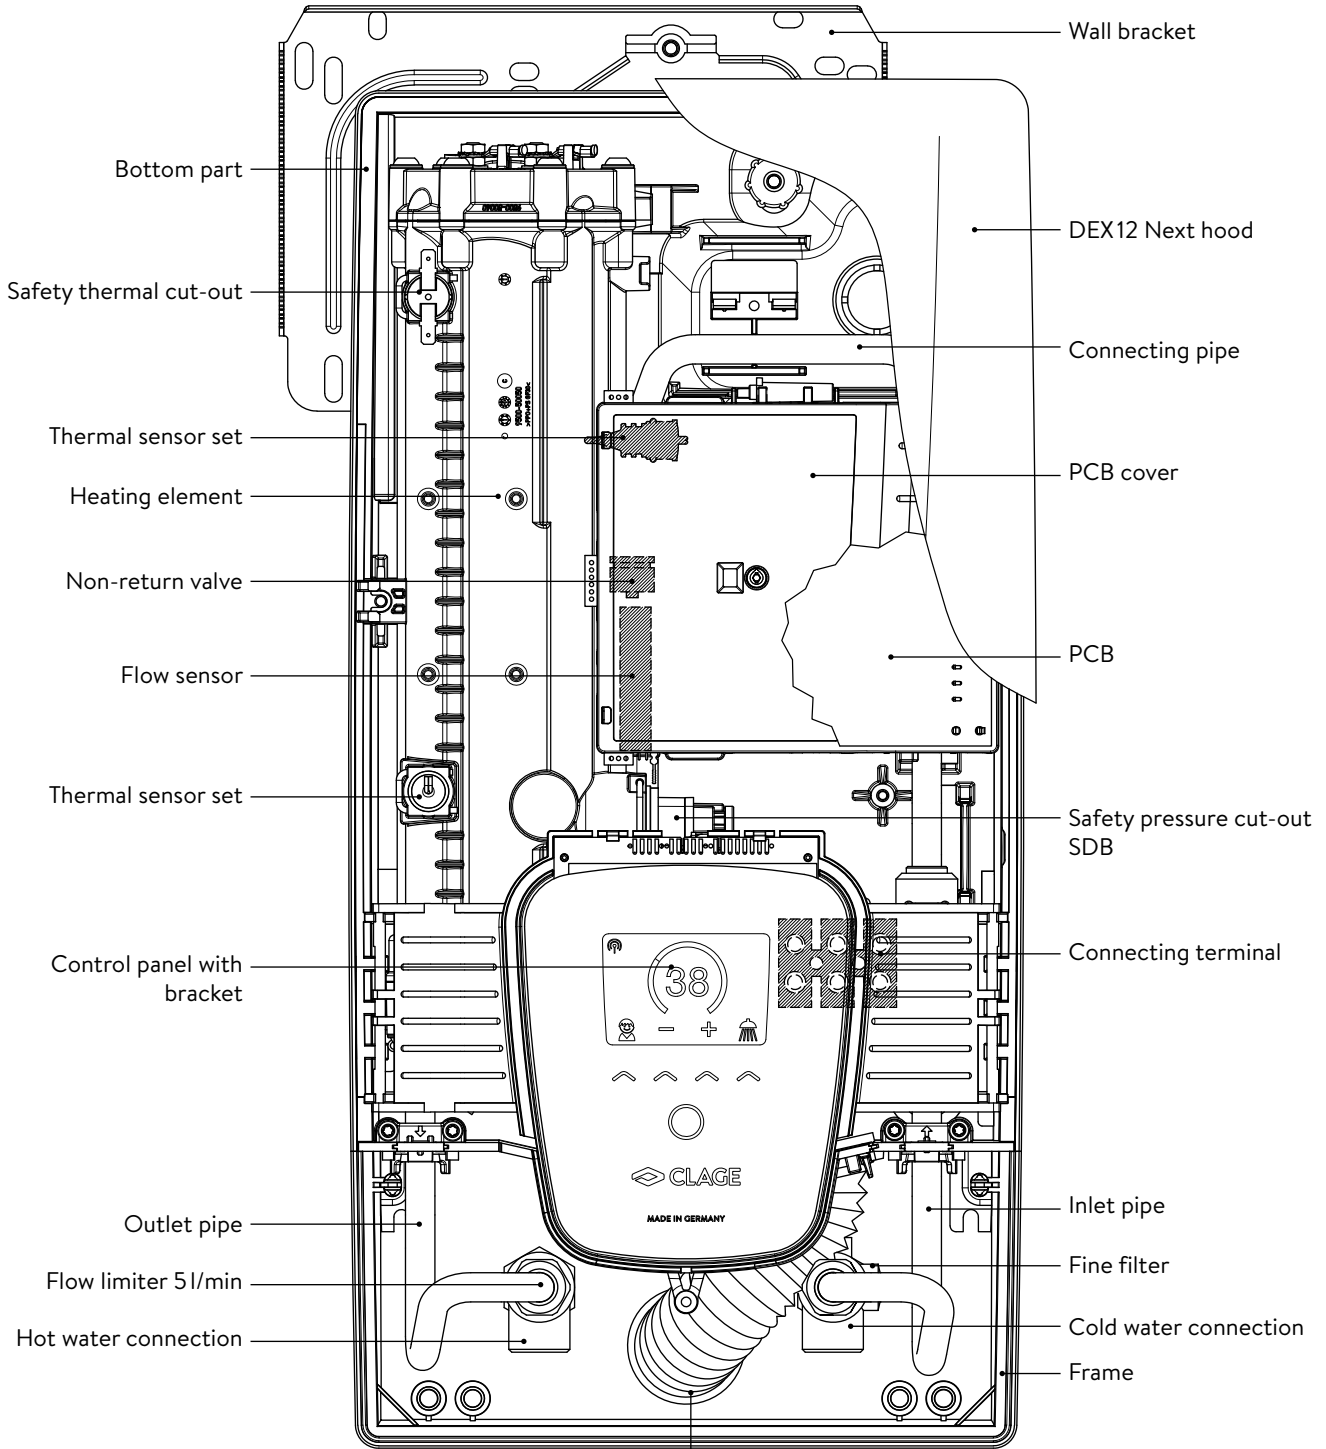 Wall bracket
Bottom part
DEX12 Next hood
Safety thermal cut-out
Connecting pipe
Thermal sensor set
PCB cover
Heating element
Non-return valve
PCB
Flow sensor
Thermal sensor set
Safety pressure cut-out
SDB
Connecting terminal
Control panel with
bracket
38
CLAGE
MADE IN GERMANY
Inlet pipe
Outlet pipe
Fine filter
Flow limiter 5 l/min
Cold water connection
Hot water connection
Frame